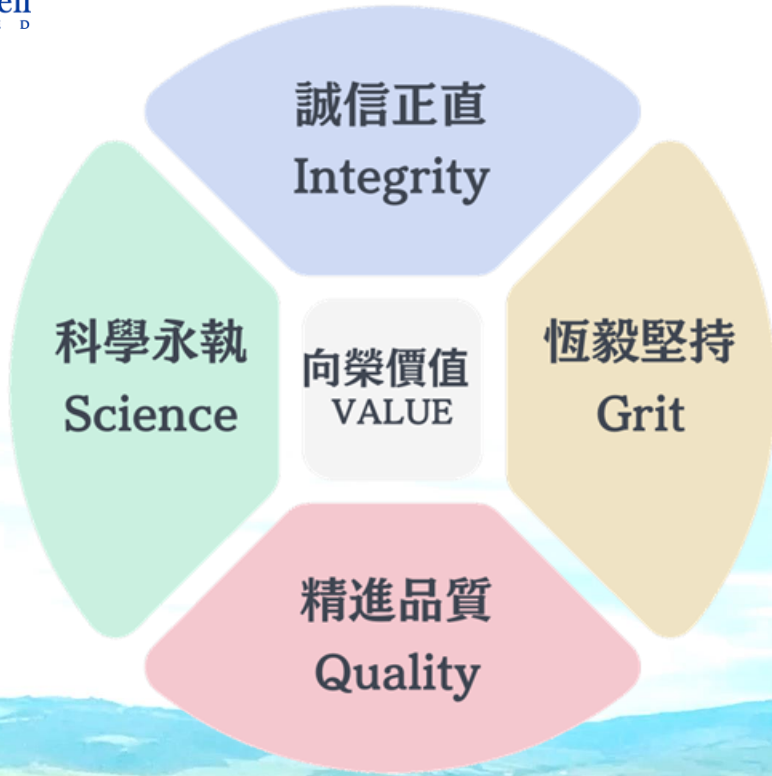 誠信正直
Integrity
科學永執
Science
向榮價值
VALUE
恆毅堅持
Grit
精進品質
Quality